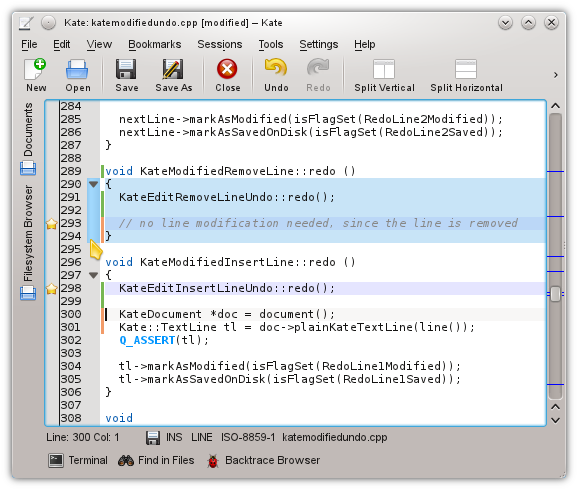 Kate: katemodifiedundo.cpp [modified] – Kate
File Edit View Bookmarks Sessions Tools Settings Help
New Open Save Save As Close Undo Redo Split Vertical Split Horizontal
Documents
Filesystem Browser
284
285 nextLine->markAsModified(isFlagSet(RedoLine2Modified));
286 nextLine->markAsSavedOnDisk(isFlagSet(RedoLine2Saved));
287 }
288
289 void KateModifiedRemoveLine::redo ()
290 {
291 KateEditRemoveLineUndo::redo();
292
293 // no line modification needed, since the line is removed
294 }
295
296 void KateModifiedInsertLine::redo ()
297 {
298 KateEditInsertLineUndo::redo();
299
300 KateDocument *doc = document();
301 Kate::TextLine tl = doc->plainKateTextLine(line());
302 Q_ASSERT(tl);
303
304 tl->markAsModified(isFlagSet(RedoLine1Modified));
305 tl->markAsSavedOnDisk(isFlagSet(RedoLine1Saved));
306 }
307
308 void
Line: 300 Col: 1 INS LINE ISO-8859-1 katemodifiedundo.cpp
Terminal Find in Files Backtrace Browser